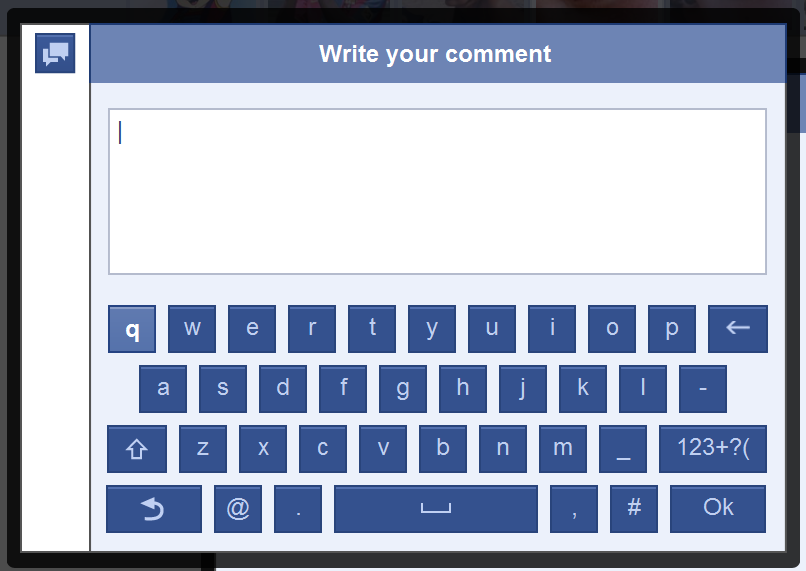 Write your comment
q w e r t y u i o p
a s d f g h j k l -
z x c v b n m _ 123+?(
@ . , # Ok